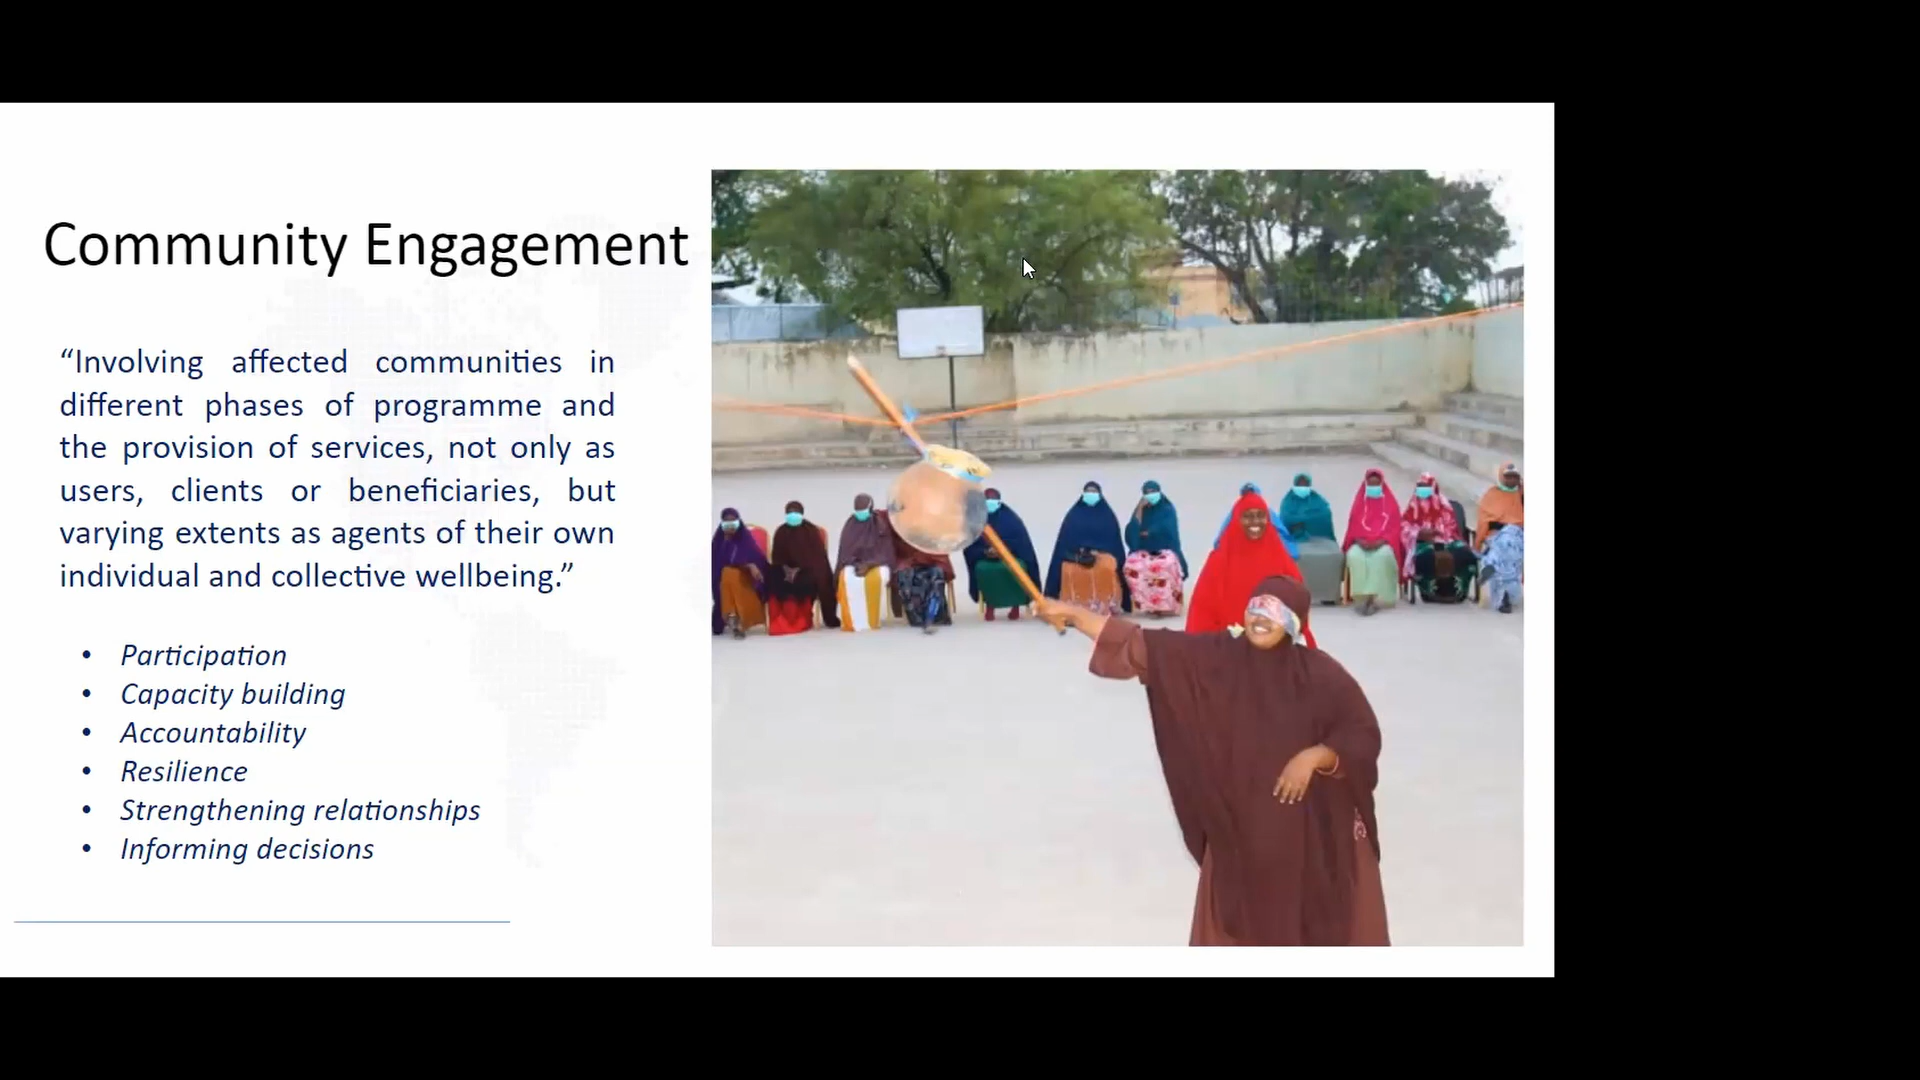 Community Engagement
“Involving affected communities in
different phases of programme and
the provision of services, not only as
users, clients or beneficiaries, but
varying extents as agents of their own
individual and collective wellbeing.”
• Participation
• Capacity building
• Accountability
• Resilience
• Strengthening relationships
• Informing decisions